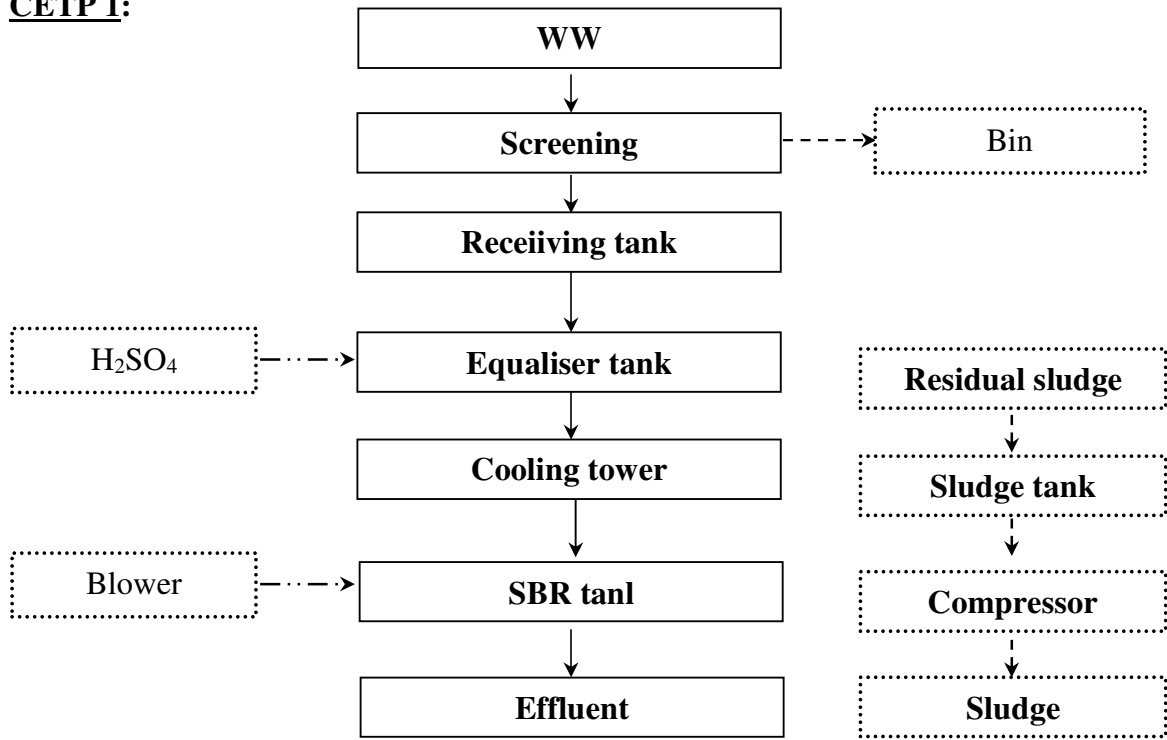 CETP 1:
WW
Screening
Bin
Receiiving tank
H₂SO₄
Equaliser tank
Residual sludge
Cooling tower
Sludge tank
Blower
SBR tanl
Compressor
Effluent
Sludge